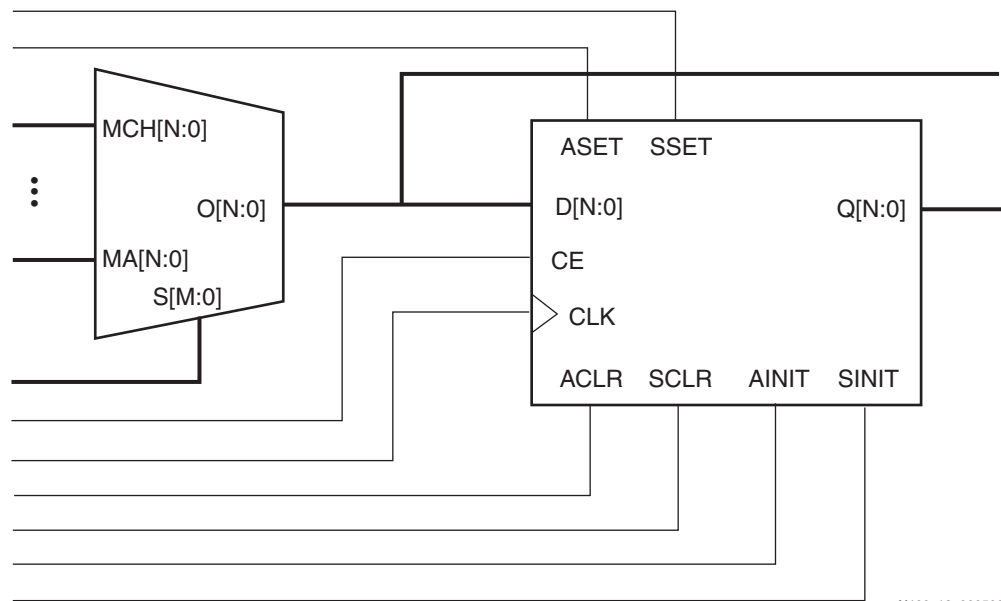 MCH[N:0]
O[N:0]
MA[N:0]
S[M:0]
ASET SSET
D[N:0]
Q[N:0]
CE
CLK
ACLR SCLR AINIT SINIT